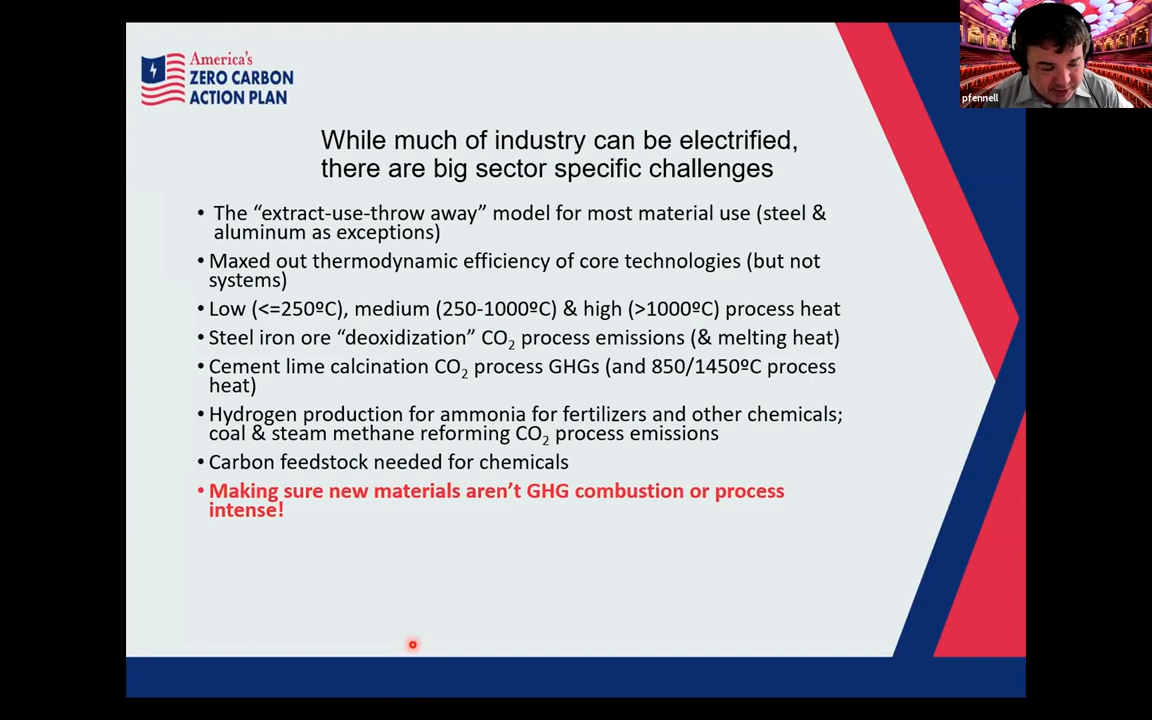 America's
ZERO CARBON
ACTION PLAN
pfennell
While much of industry can be electrified,
there are big sector specific challenges
• The “extract-use-throw away” model for most material use (steel &
aluminum as exceptions)
• Maxed out thermodynamic efficiency of core technologies (but not
systems)
• Low (<=250ºC), medium (250-1000ºC) & high (>1000ºC) process heat
• Steel iron ore “deoxidization” CO₂ process emissions (& melting heat)
• Cement lime calcination CO₂ process GHGs (and 850/1450ºC process
heat)
• Hydrogen production for ammonia for fertilizers and other chemicals;
coal & steam methane reforming CO₂ process emissions
• Carbon feedstock needed for chemicals
• Making sure new materials aren’t GHG combustion or process
intense!